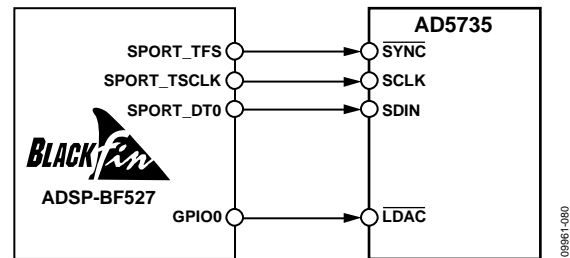 AD5735
SPORT_TFS
SYNC
SPORT_TSCLK
SCLK
SPORT_DT0
SDIN
BLACKfin
ADSP-BF527
GPIO0
LDAC
09961-080